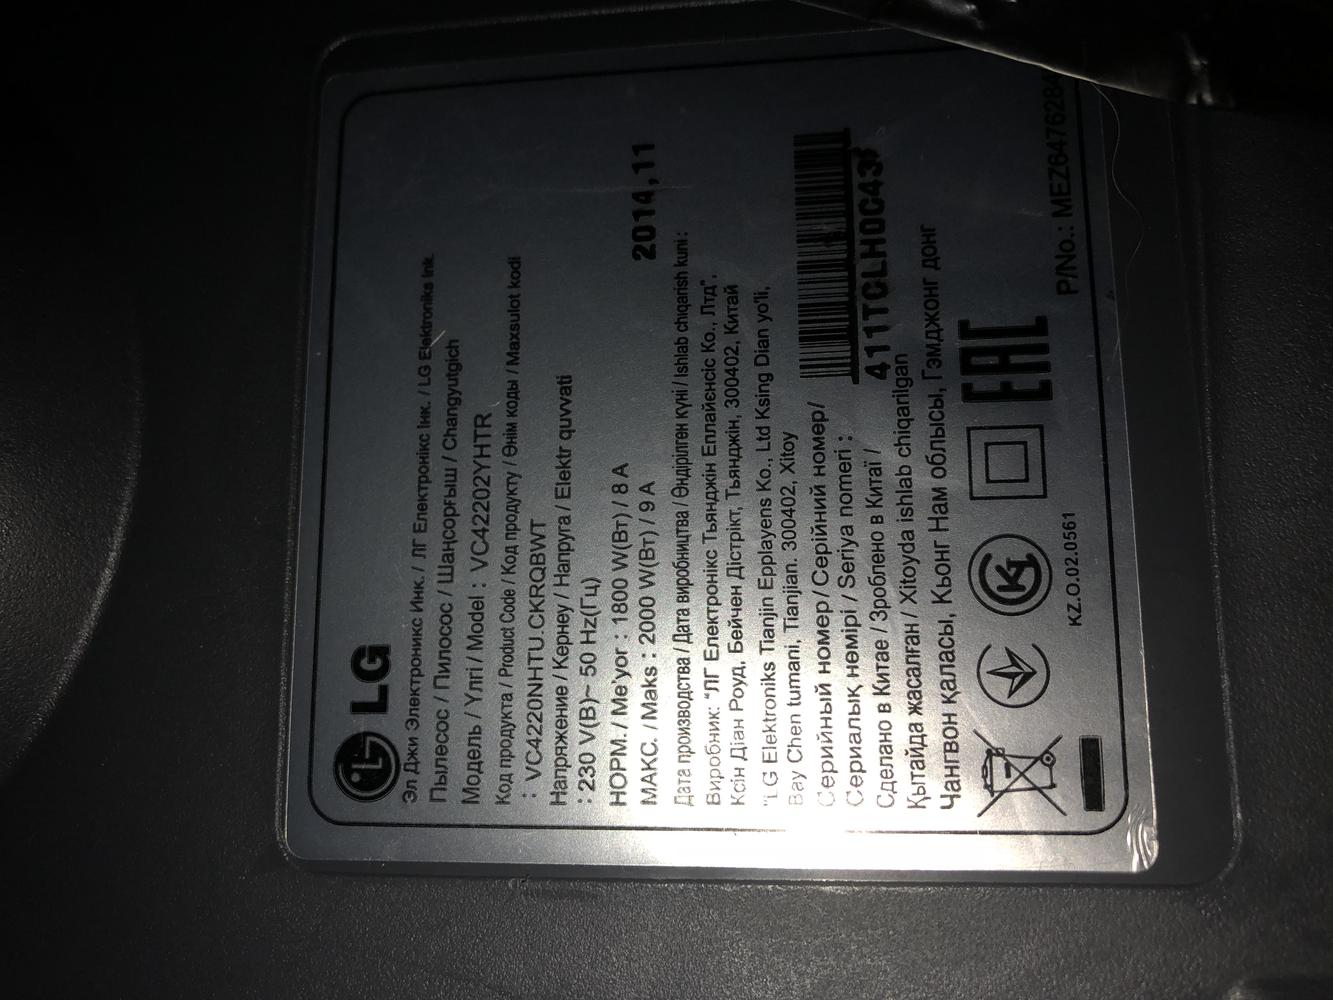 LG
Эл Джи Электроникс Инк. / ЛГ Електронікс Інк. / LG Elektroniks Ink.
Пылесос / Пилосос / Шаңсорғыш / Changyutgich
Модель / Үлгі / Model : VC42202YHTR
Код продукта / Product Code / Код продукту / Өнім коды / Maxsulot kodi
: VC4220NHTU.CKRQBWT
Напряжение / Кернеу / Напруга / Elektr quvvati
: 230 V(В)~ 50 Hz(Гц)
НОРМ. / Me'yor : 1800 W(Вт) / 8 A
МАКС. / Maks : 2000 W(Вт) / 9 A
2014,11
Дата производства / Дата виробництва / Өндірілген күні / Ishlab chiqarish kuni :
Виробник: "ЛГ Електронікс Тьянджін Епплайєнсіс Ко., Лтд",
Ксін Діан Роуд, Бейчен Дістрікт, Тьянджін, 300402, Китай
"LG Elektroniks Tianjin Epplayens Ko., Ltd Ksing Dian yo'li,
Bay Chen tumani, Tianjian. 300402, Xitoy
Серийный номер / Серійний номер /
Сериалық нөмірі / Seriya nomeri :
411TCLH0C43
Сделано в Китае / Зроблено в Китаї /
Қытайда жасалған / Xitoyda ishlab chiqarilgan
Чангвон қаласы, Кьонг Нам облысы, Гэмджонг донг
EAC
KZ.O.02.0561
P/No.: MEZ6476284